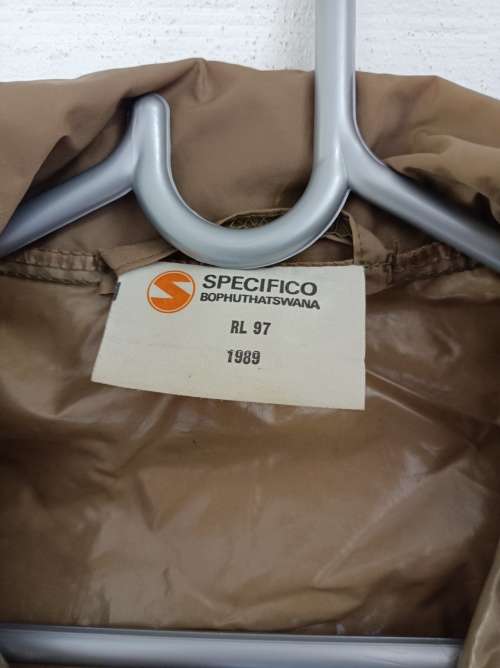 SPECIFICO
BOPHUTHATSWANA
RL 97
1989